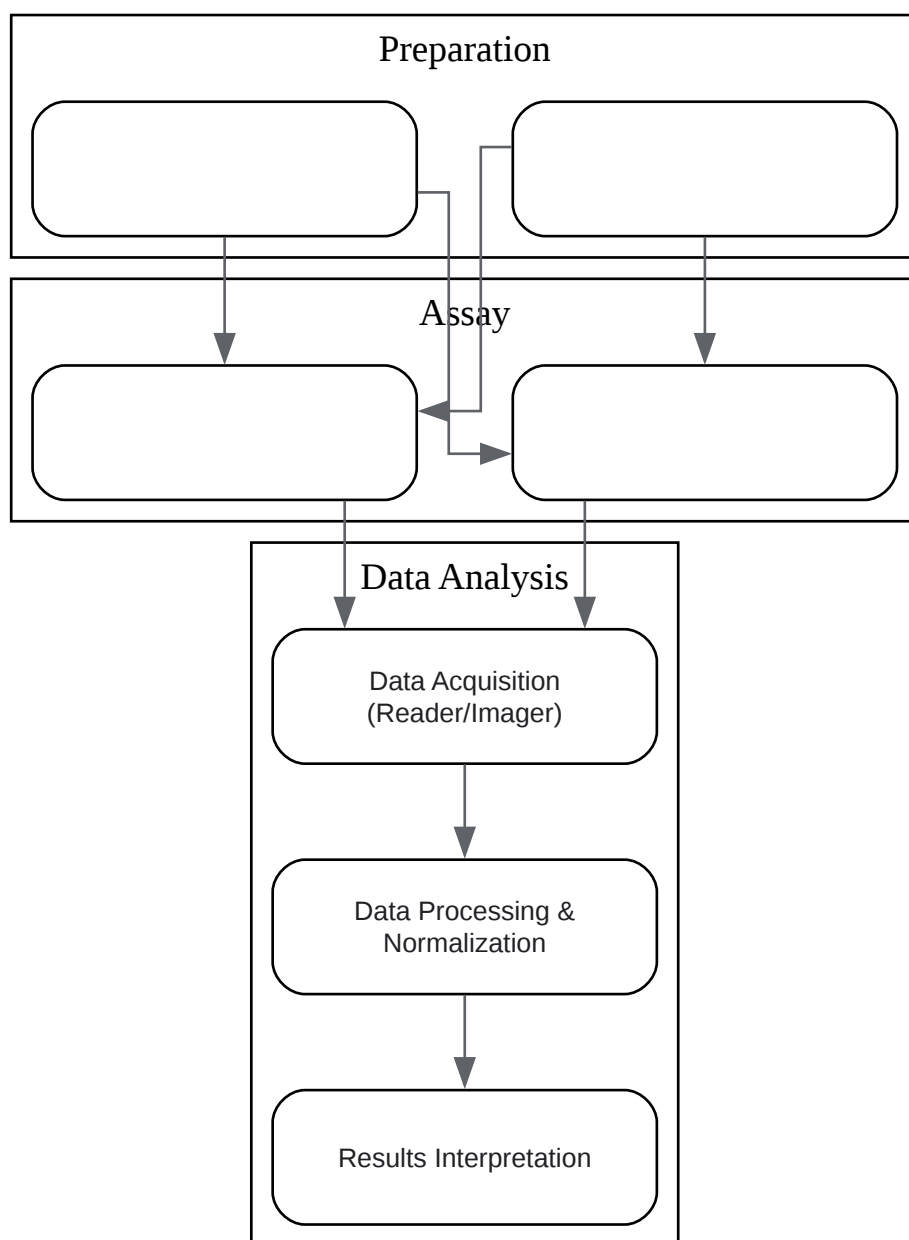 Preparation
Assay
Data Analysis
Data Acquisition
(Reader/Imager)
Data Processing &
Normalization
Results Interpretation